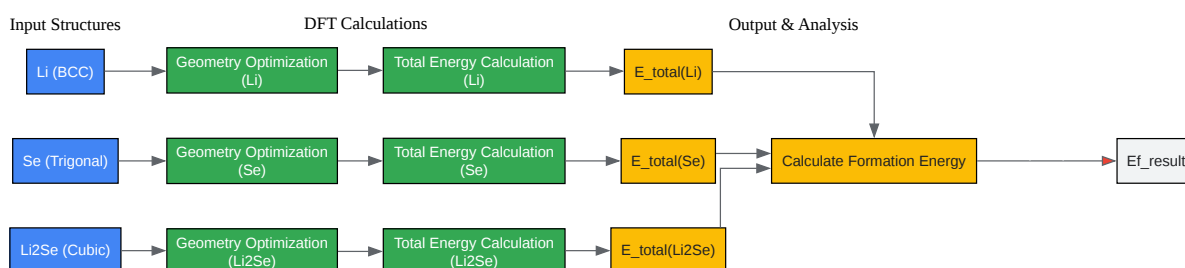 Input Structures
DFT Calculations
Output & Analysis
Li (BCC)
Geometry Optimization
(Li)
Total Energy Calculation
(Li)
E_total(Li)
Se (Trigonal)
Geometry Optimization
(Se)
Total Energy Calculation
(Se)
E_total(Se)
Calculate Formation Energy
Ef_result
Li2Se (Cubic)
Geometry Optimization
(Li2Se)
Total Energy Calculation
(Li2Se)
E_total(Li2Se)